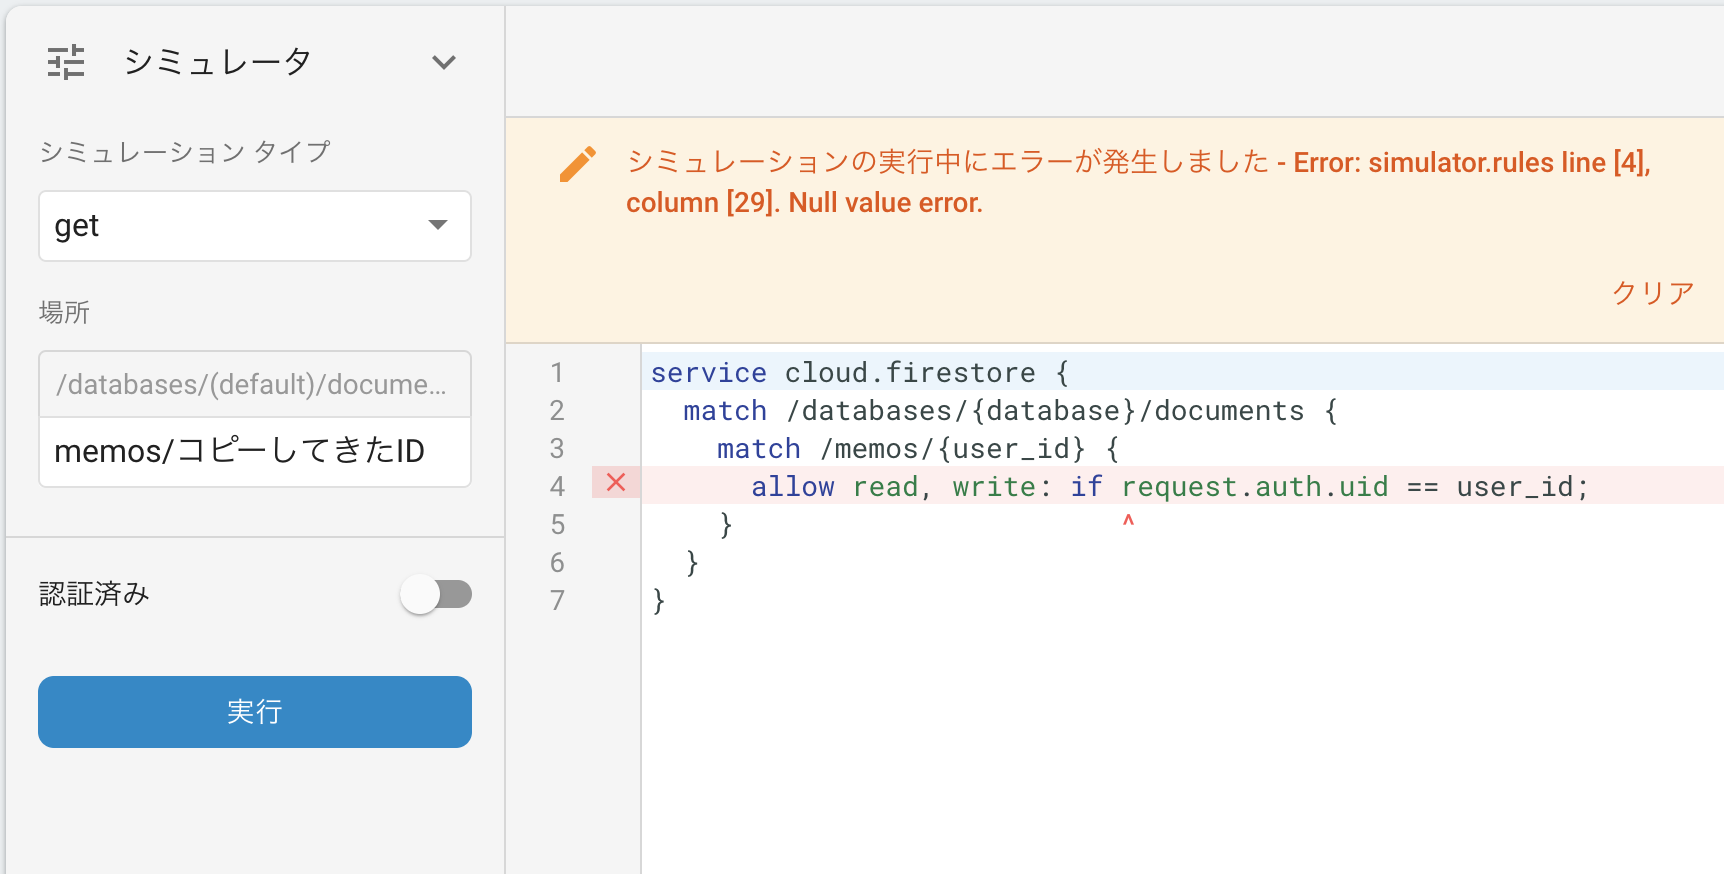 シミュレータ
シミュレーション タイプ
get
場所
/databases/(default)/docume...
memos/コピーしてきたID
認証済み
実行
シミュレーションの実行中にエラーが発生しました - Error: simulator.rules line [4],
column [29]. Null value error.
クリア
1 service cloud.firestore {
2 match /databases/{database}/documents {
3 match /memos/{user_id} {
4 allow read, write: if request.auth.uid == user_id;
5 }
^
6 }
7 }